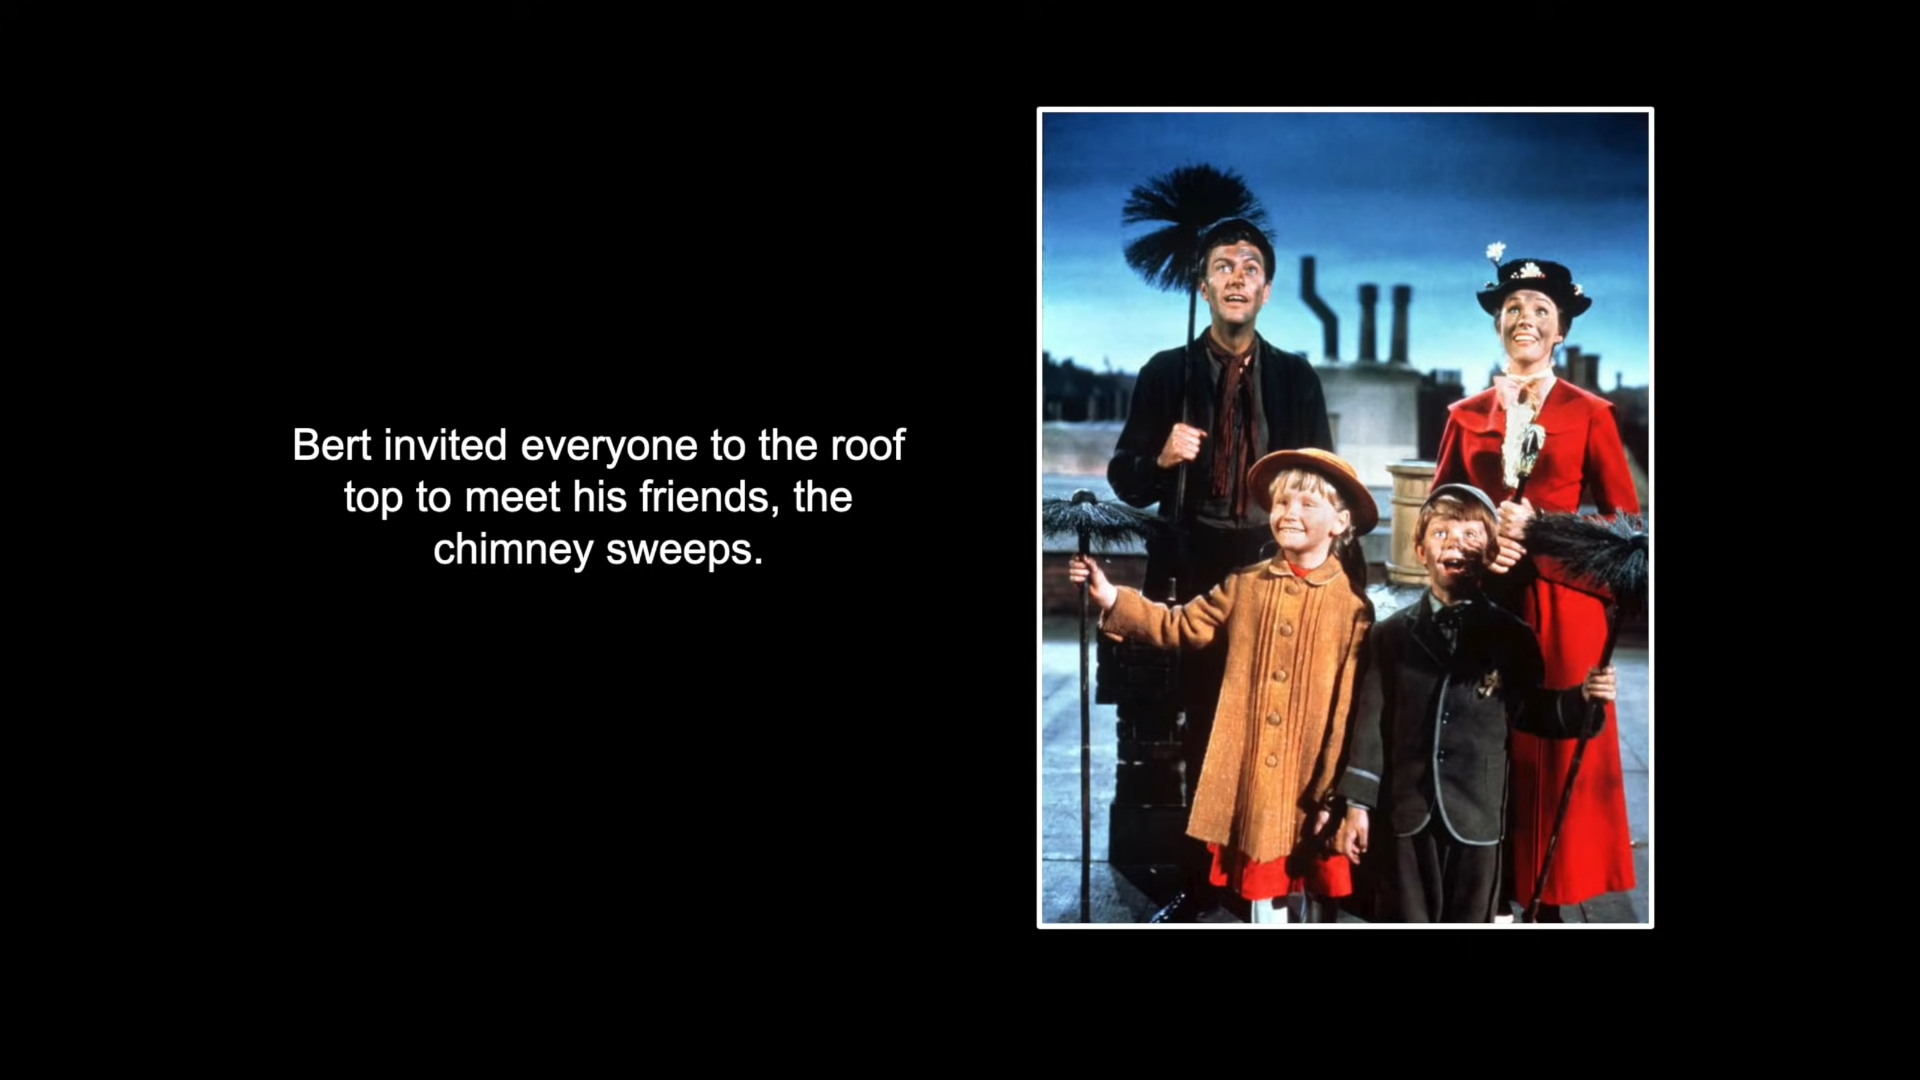 Bert invited everyone to the roof
top to meet his friends, the
chimney sweeps.